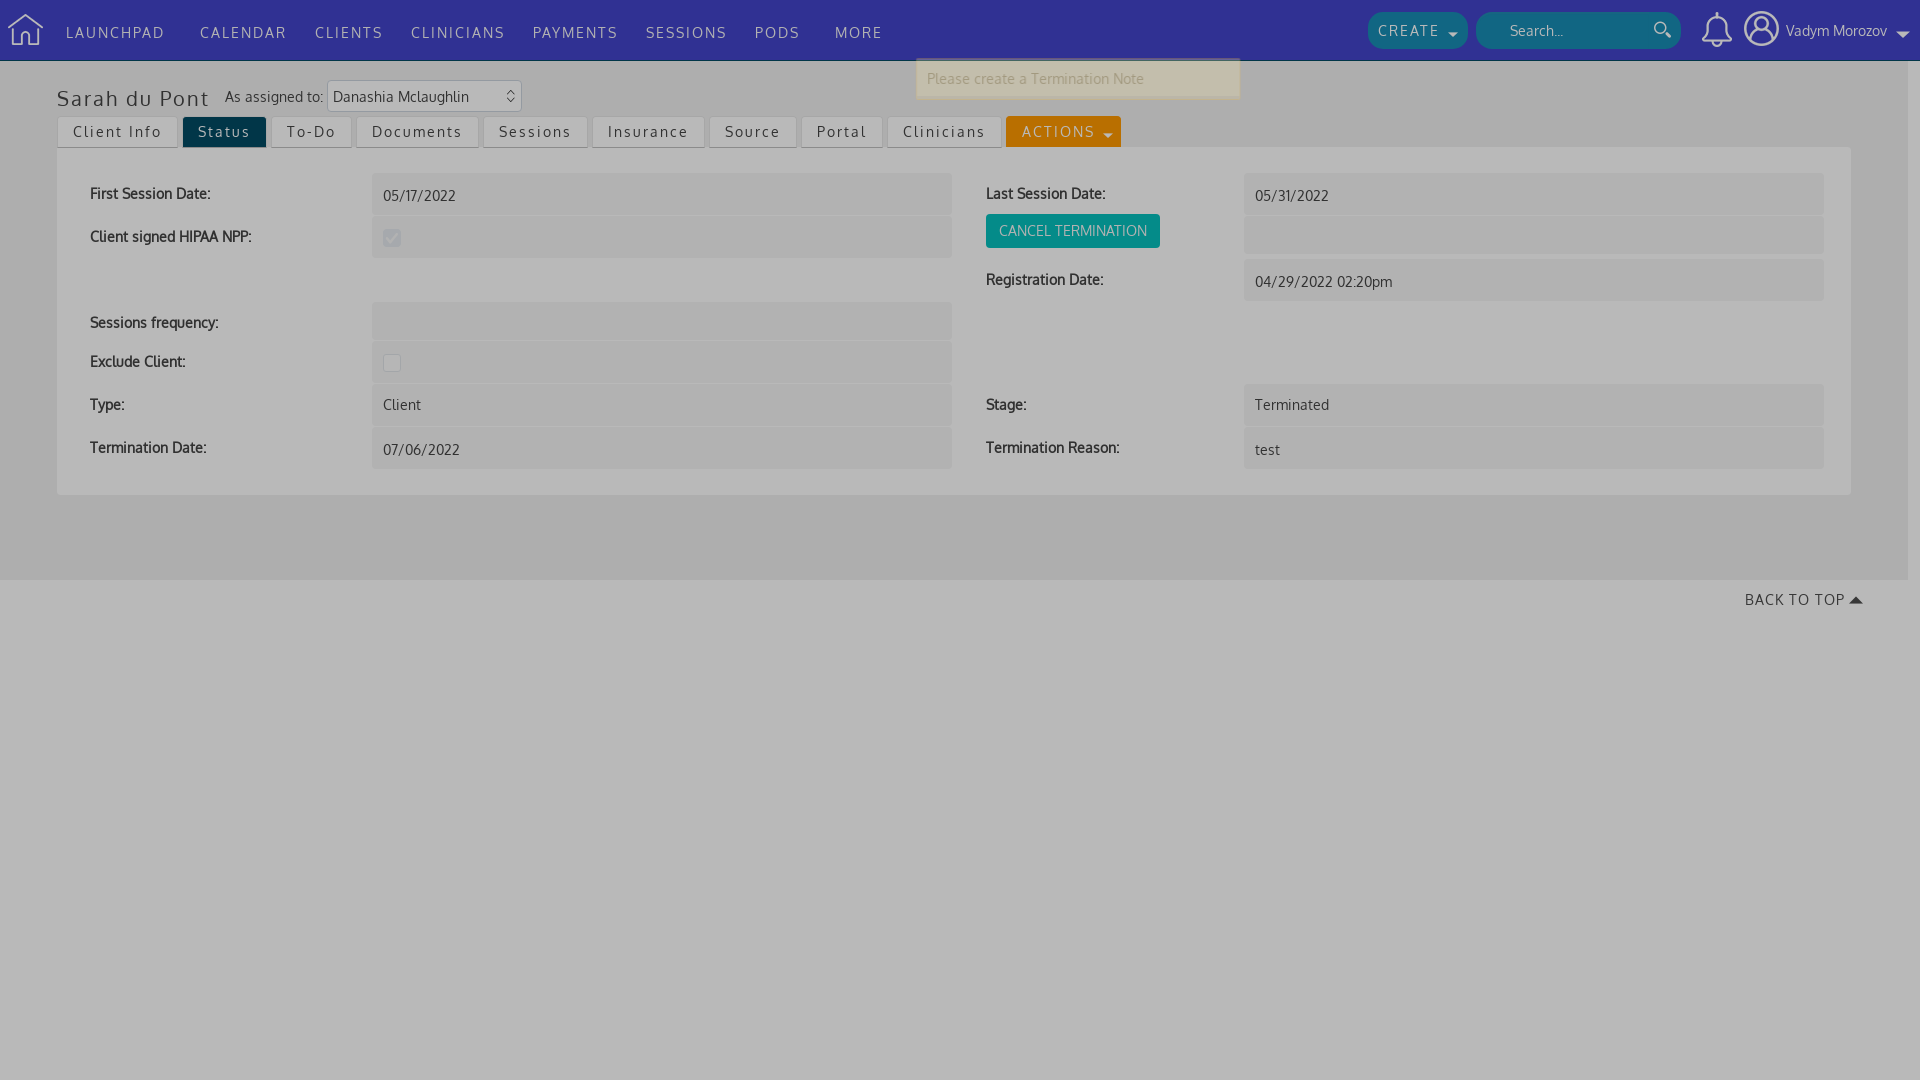 LAUNCHPAD CALENDAR CLIENTS CLINICIANS PAYMENTS SESSIONS PODS MORE CREATE Search... Vadym Morozov
Please create a Termination Note
Sarah du Pont As assigned to: Danashia Mclaughlin
Client Info Status To-Do Documents Sessions Insurance Source Portal Clinicians ACTIONS
First Session Date: 05/17/2022 Last Session Date: 05/31/2022
Client signed HIPAA NPP: CANCEL TERMINATION
Registration Date: 04/29/2022 02:20pm
Sessions frequency:
Exclude Client:
Type: Client Stage: Terminated
Termination Date: 07/06/2022 Termination Reason: test
BACK TO TOP